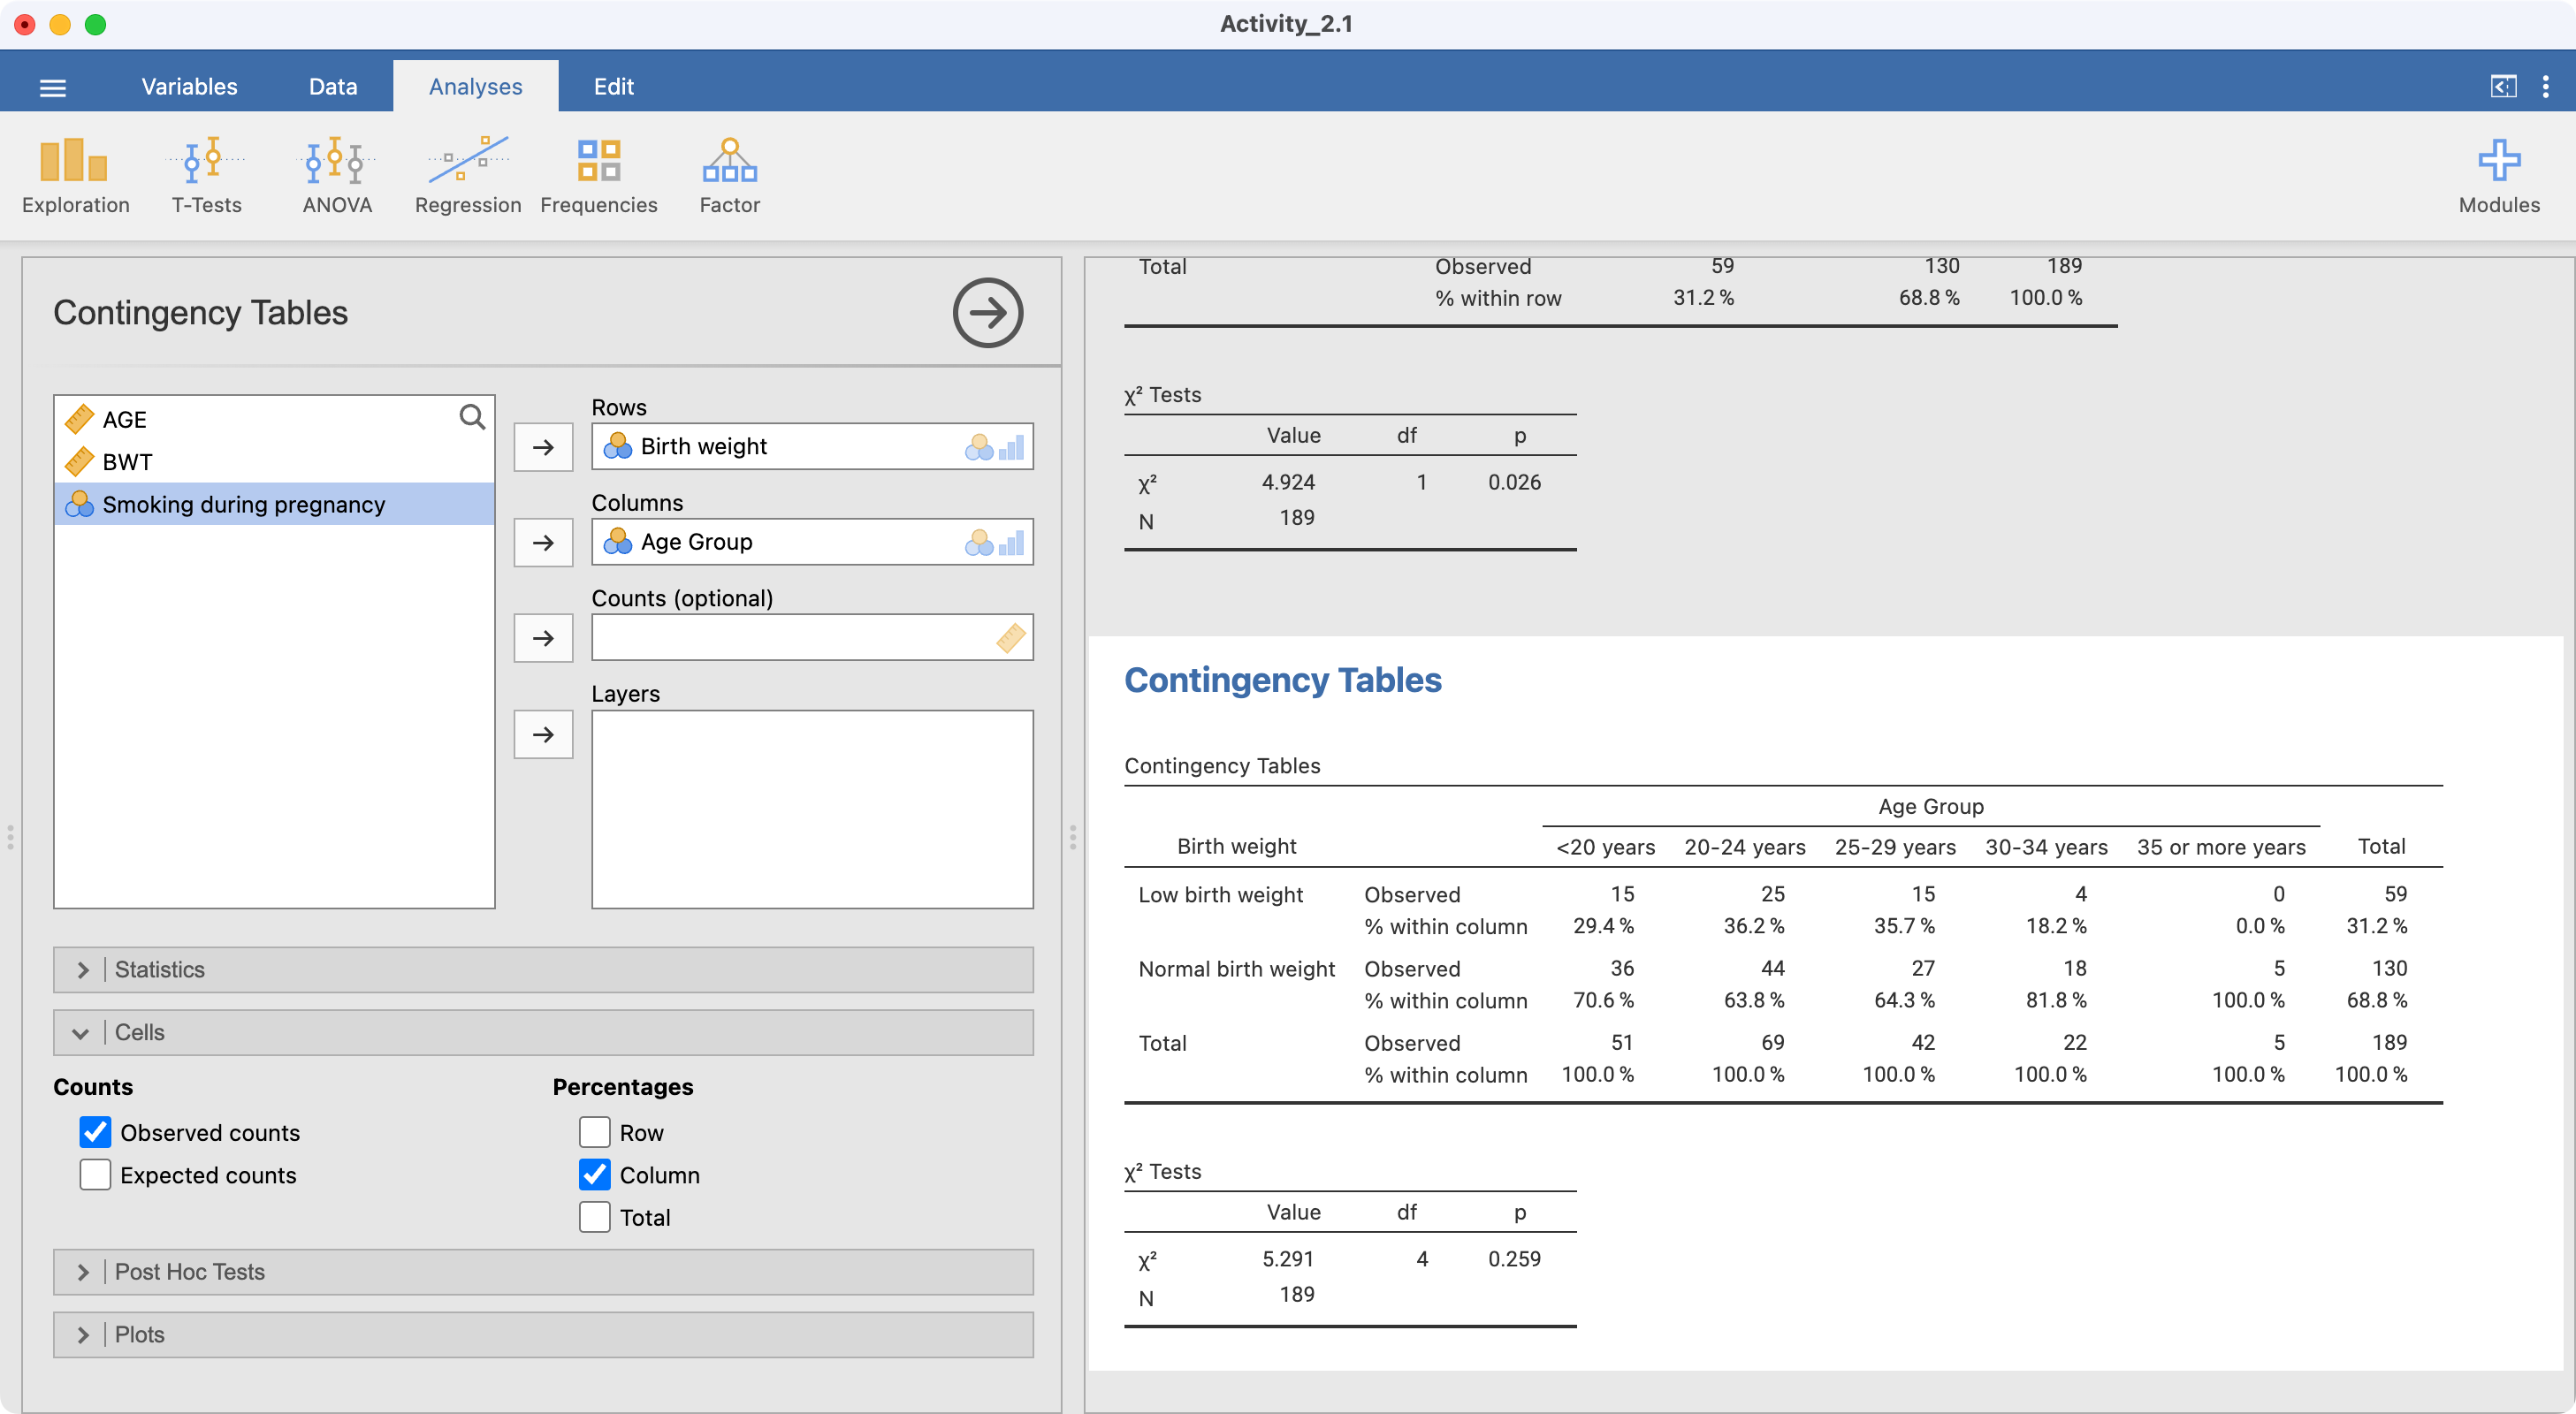 Activity_2.1
Variables Data Analyses Edit
Exploration T-Tests ANOVA Regression Frequencies Factor Modules
Contingency Tables
AGE
BWT
Smoking during pregnancy
Rows
Birth weight
Columns
Age Group
Counts (optional)
Layers
Statistics
Cells
Counts Percentages
Observed counts Row
Expected counts Column
Total
Post Hoc Tests
Plots
Total Observed 59 130 189
% within row 31.2 % 68.8 % 100.0 %
χ² Tests
Value df p
χ² 4.924 1 0.026
N 189
Contingency Tables
Contingency Tables
Age Group
Birth weight <20 years 20-24 years 25-29 years 30-34 years 35 or more years Total
Low birth weight Observed 15 25 15 4 0 59
% within column 29.4 % 36.2 % 35.7 % 18.2 % 0.0 % 31.2 %
Normal birth weight Observed 36 44 27 18 5 130
% within column 70.6 % 63.8 % 64.3 % 81.8 % 100.0 % 68.8 %
Total Observed 51 69 42 22 5 189
% within column 100.0 % 100.0 % 100.0 % 100.0 % 100.0 % 100.0 %
χ² Tests
Value df p
χ² 5.291 4 0.259
N 189